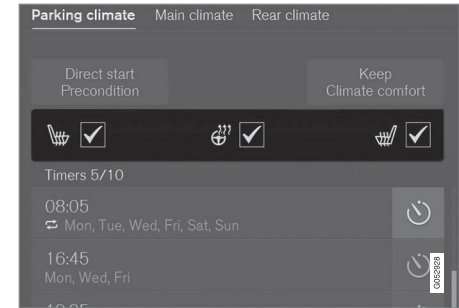 Parking climate Main climate Rear climate
Direct start Keep
Precondition Climate comfort
Timers 5/10
08:05
Mon, Tue, Wed, Fri, Sat, Sun
16:45
Mon, Wed, Fri
G052928